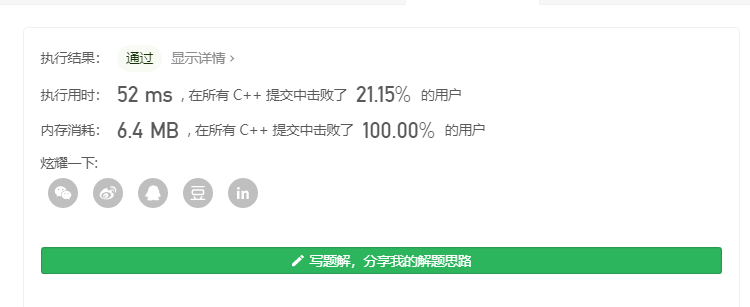 执行结果： 通过 显示详情 ›
执行用时： 52 ms , 在所有 C++ 提交中击败了 21.15% 的用户
内存消耗： 6.4 MB , 在所有 C++ 提交中击败了 100.00% 的用户
炫耀一下:
豆 in
写题解，分享我的解题思路